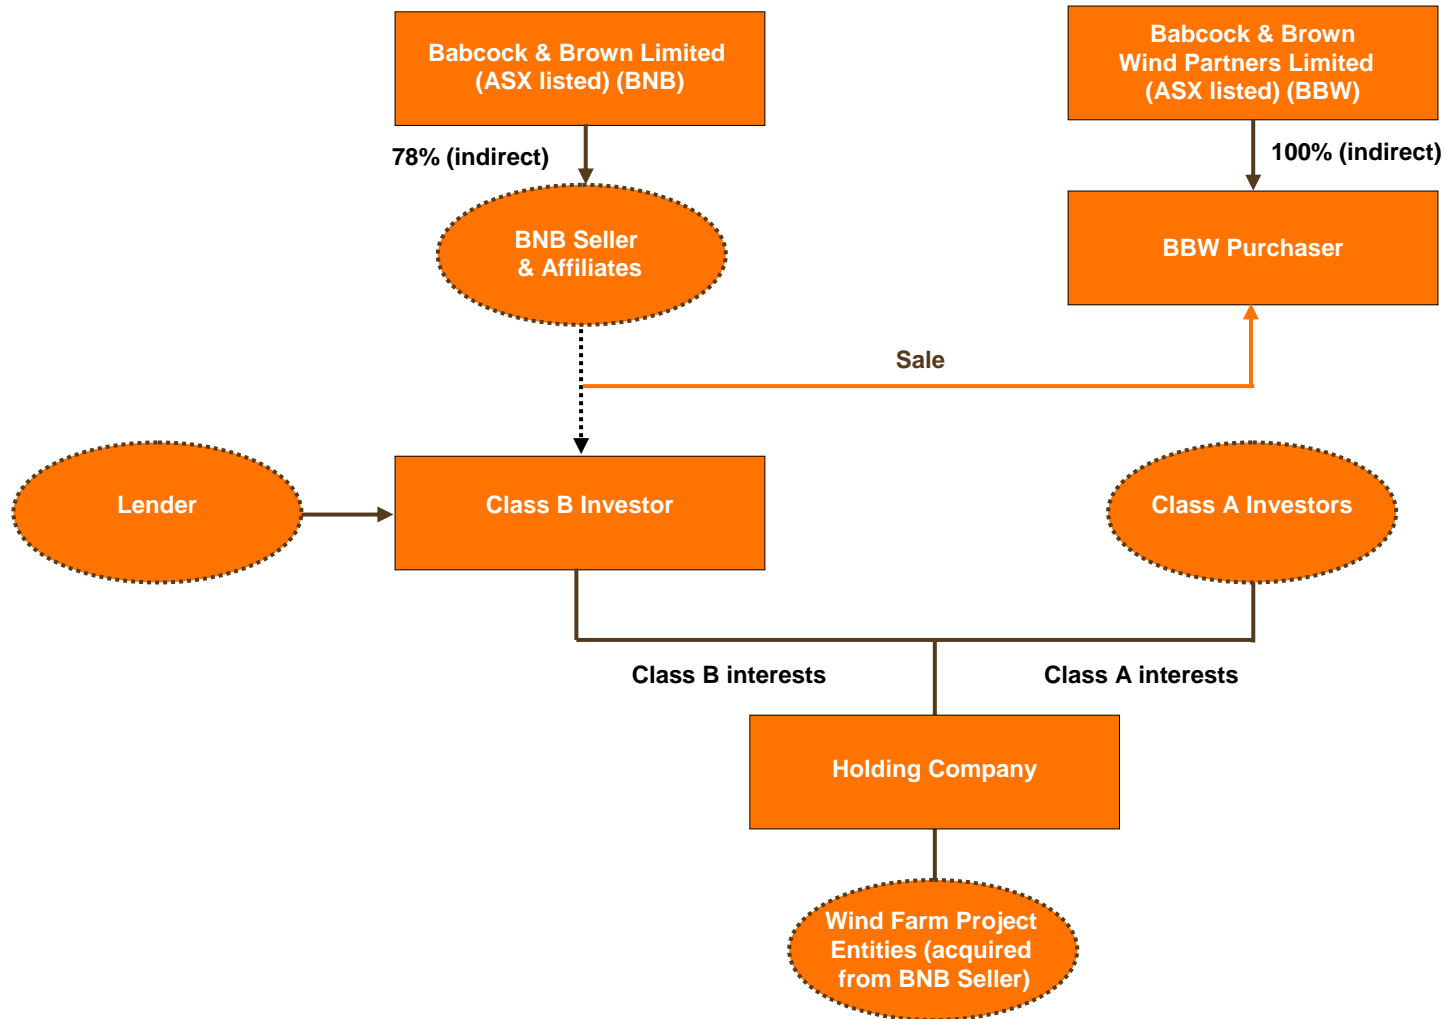 Babcock & Brown Limited
(ASX listed) (BNB)
Babcock & Brown
Wind Partners Limited
(ASX listed) (BBW)
78% (indirect)
100% (indirect)
BNB Seller
& Affiliates
BBW Purchaser
Sale
Lender
Class B Investor
Class A Investors
Class B interests
Class A interests
Holding Company
Wind Farm Project
Entities (acquired
from BNB Seller)